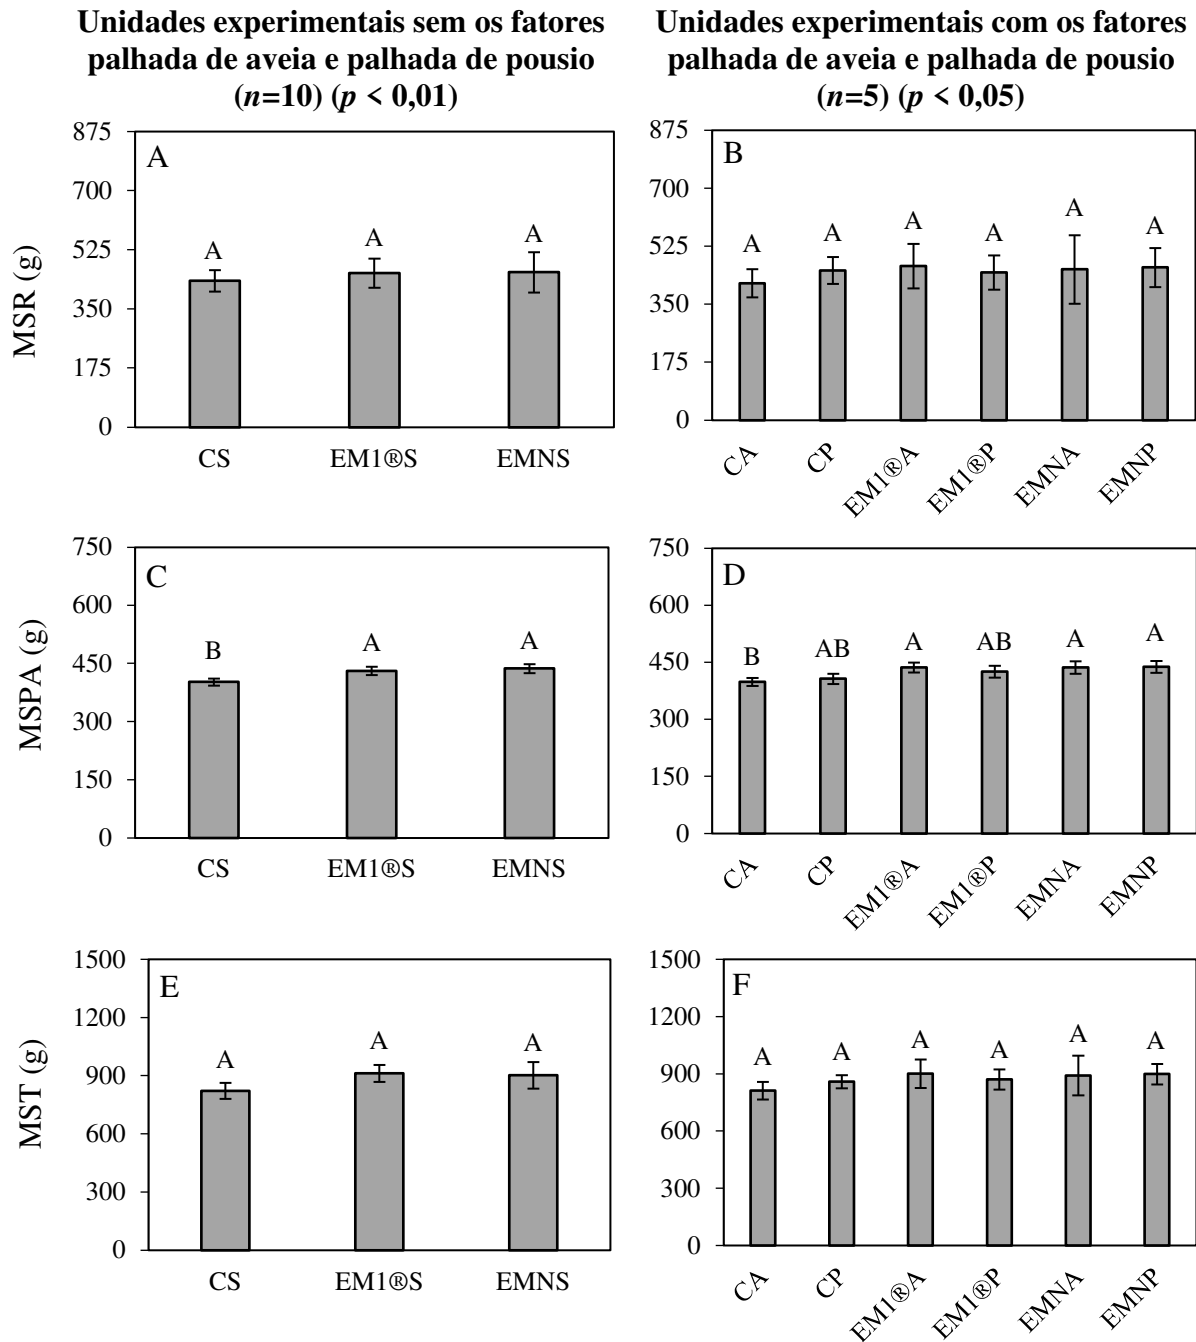 Unidades experimentais sem os fatores
palhada de aveia e palhada de pousio
(n=10) (p < 0,01)
Unidades experimentais com os fatores
palhada de aveia e palhada de pousio
(n=5) (p < 0,05)
MSR (g)
875
700
525
350
175
0
A
A
A
A
CS
EM1®S
EMNS
875
700
525
350
175
0
B
A
A
A
A
A
A
CA
CP
EM1®A
EM1®P
EMNA
EMNP
MSPA (g)
750
600
450
300
150
0
C
B
A
A
CS
EM1®S
EMNS
750
600
450
300
150
0
D
B
AB
A
AB
A
A
CA
CP
EM1®A
EM1®P
EMNA
EMNP
MST (g)
1500
1200
900
600
300
0
E
A
A
A
CS
EM1®S
EMNS
1500
1200
900
600
300
0
F
A
A
A
A
A
A
CA
CP
EM1®A
EM1®P
EMNA
EMNP